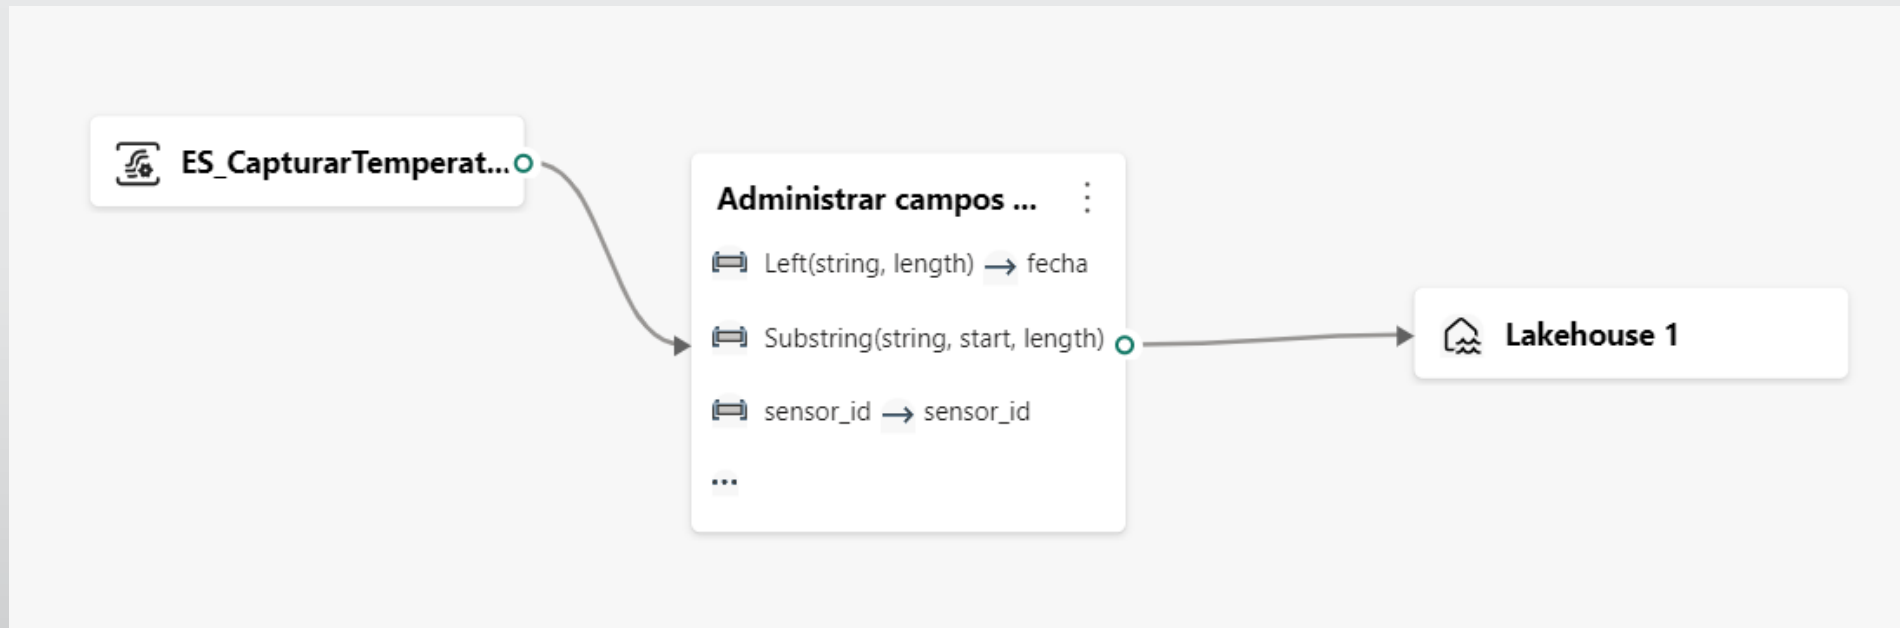 ES_CapturarTemperat...
Administrar campos ...
Left(string, length) → fecha
Substring(string, start, length)
sensor_id → sensor_id
...
Lakehouse 1